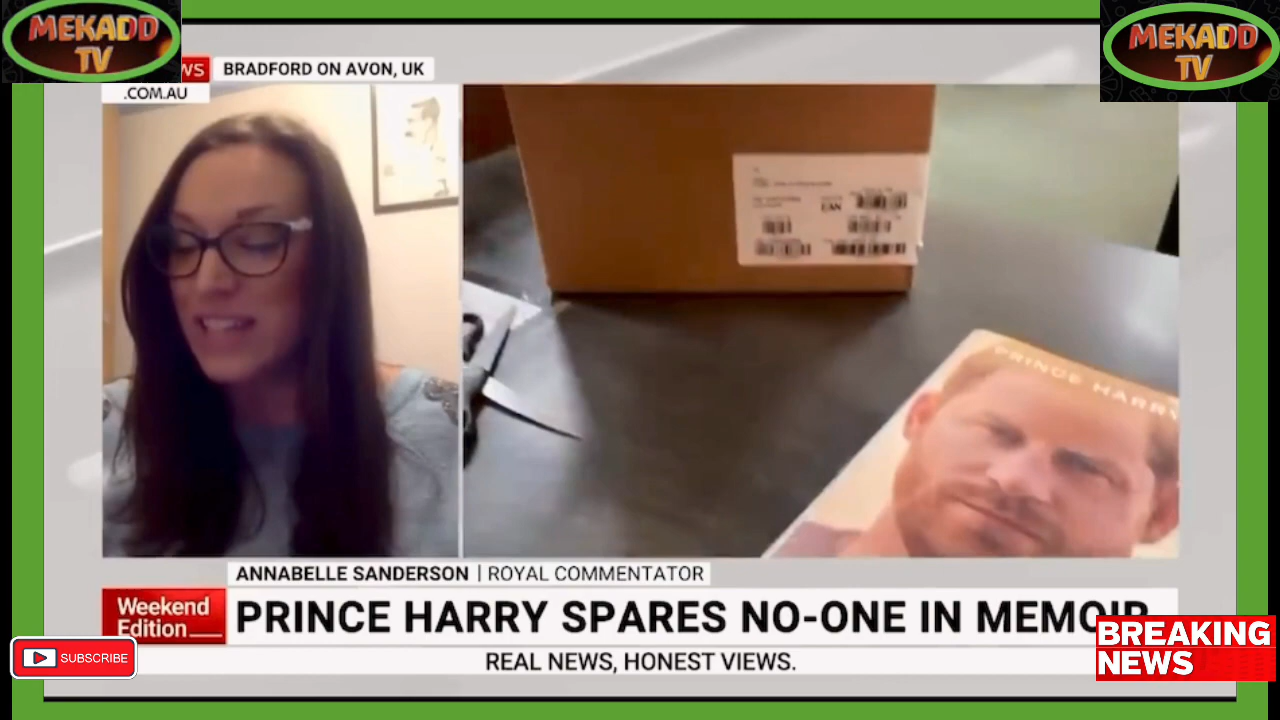 MEKADD
TV
MEKADD
TV
WS
BRADFORD ON AVON, UK
.COM.AU
EAN
PRINCE HARRY
ANNABELLE SANDERSON | ROYAL COMMENTATOR
Weekend
Edition
PRINCE HARRY SPARES NO-ONE IN MEMOIR
BREAKING
NEWS
SUBSCRIBE
REAL NEWS, HONEST VIEWS.